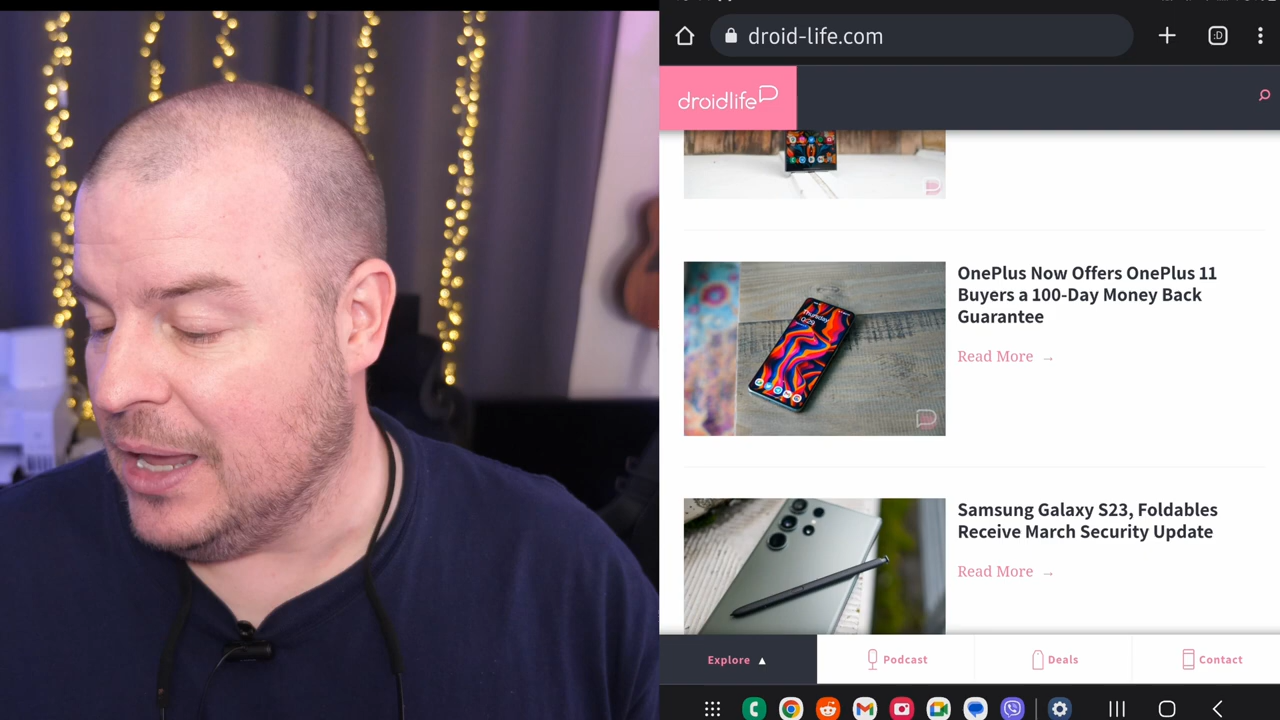 :D
droid-life.com
droidlife
OnePlus Now Offers OnePlus 11
Buyers a 100-Day Money Back
Guarantee
Read More →
Samsung Galaxy S23, Foldables
Receive March Security Update
Read More →
Explore ▲
Podcast
Deals
Contact